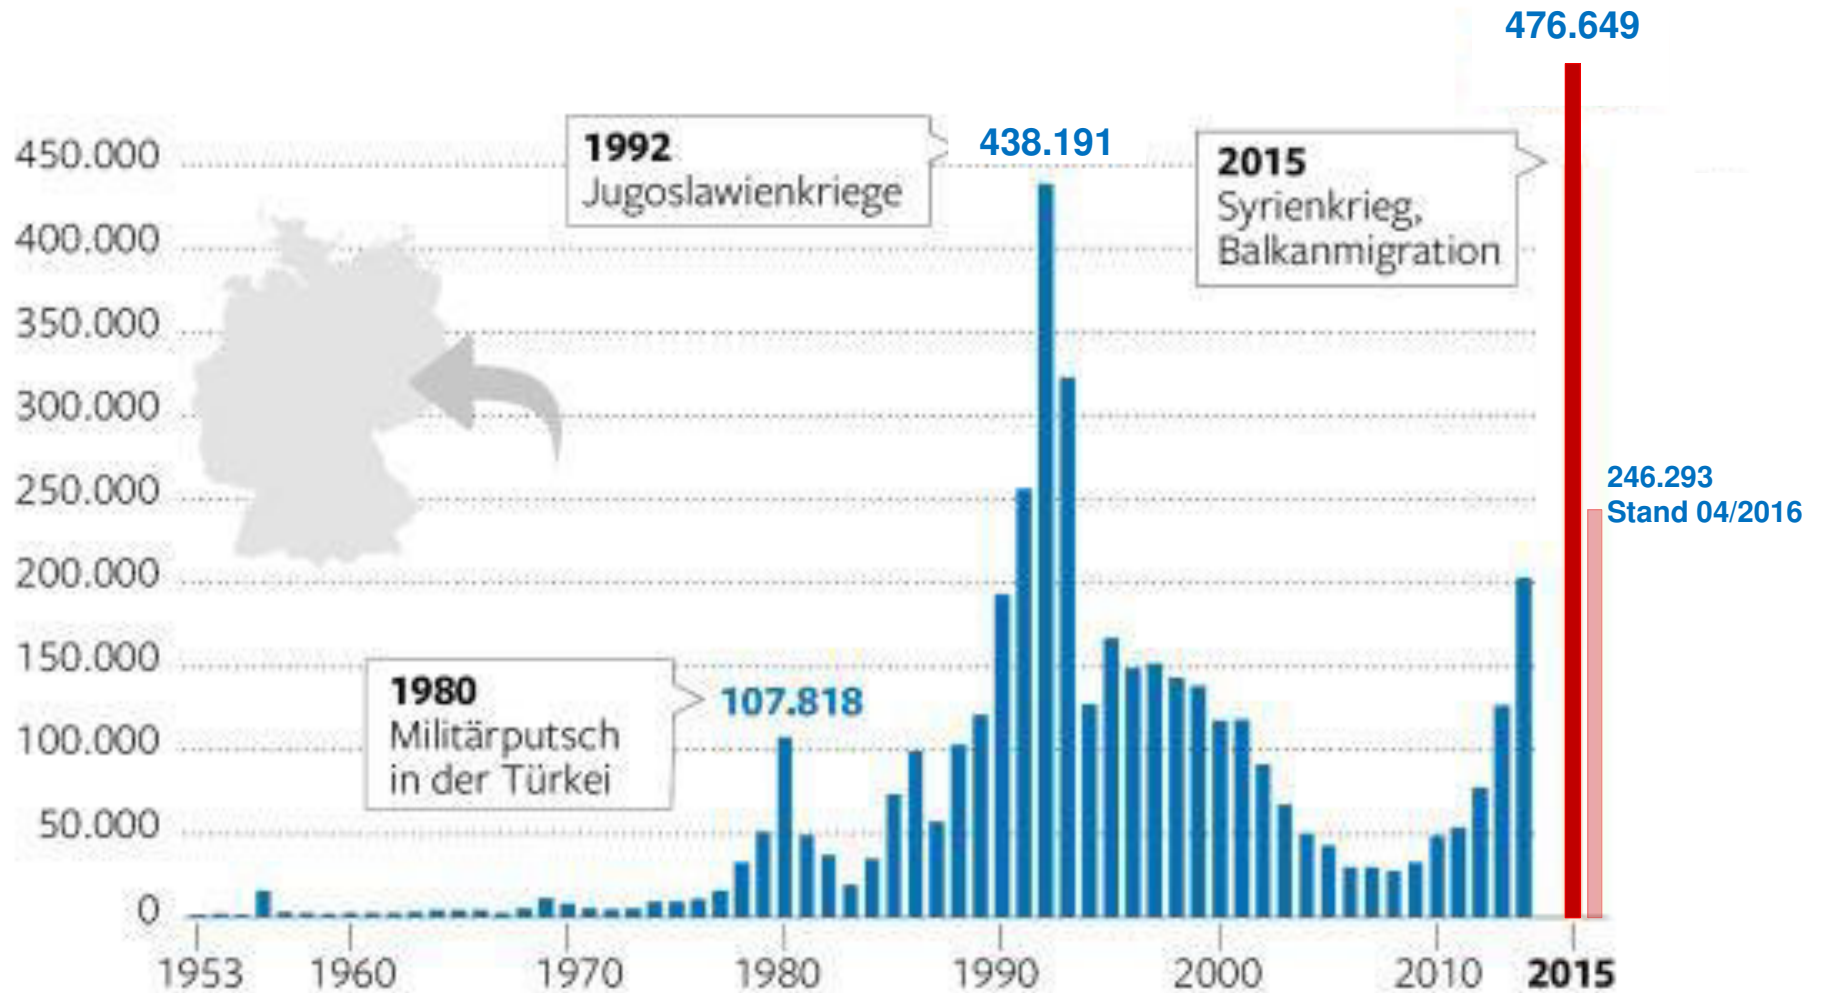 476.649
450.000
400.000
350.000
300.000
250.000
200.000
150.000
100.000
50.000
0
1992
Jugoslawienkriege
438.191
2015
Syrienkrieg,
Balkanmigration
246.293
Stand 04/2016
1980
Militärputsch
in der Türkei
107.818
1953 1960 1970 1980 1990 2000 2010 2015